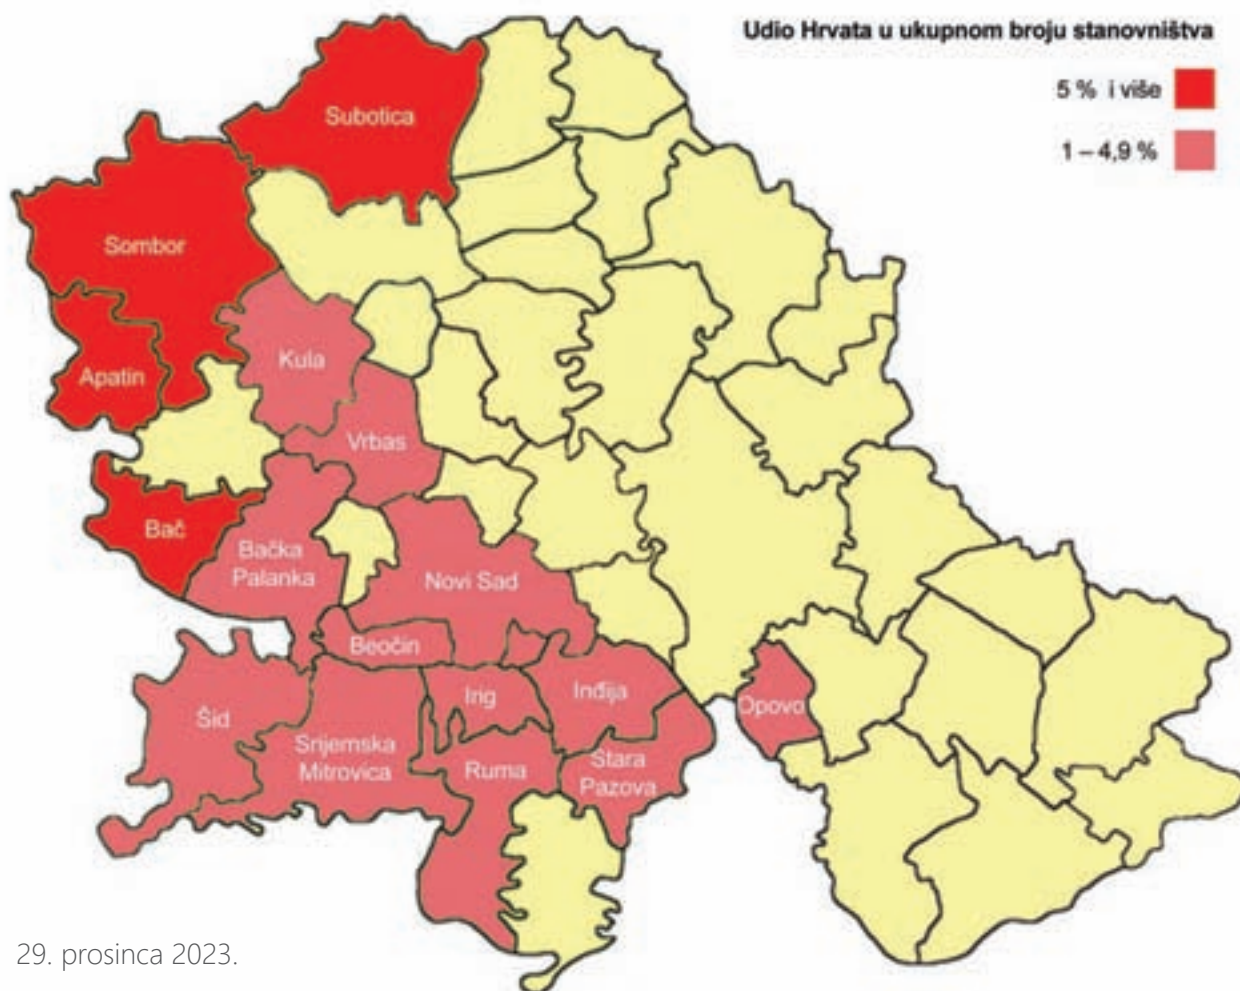 Udio Hrvata u ukupnom broju stanovništva
5 % i više
1 – 4,9 %
Subotica
Sombor
Apatin
Kula
Vrbas
Bač
Bačka
Palanka
Novi Sad
Beočin
Šid
Srijemska
Mitrovica
Irig
Inđija
Ruma
Stara
Pazova
Opovo
29. prosinca 2023.